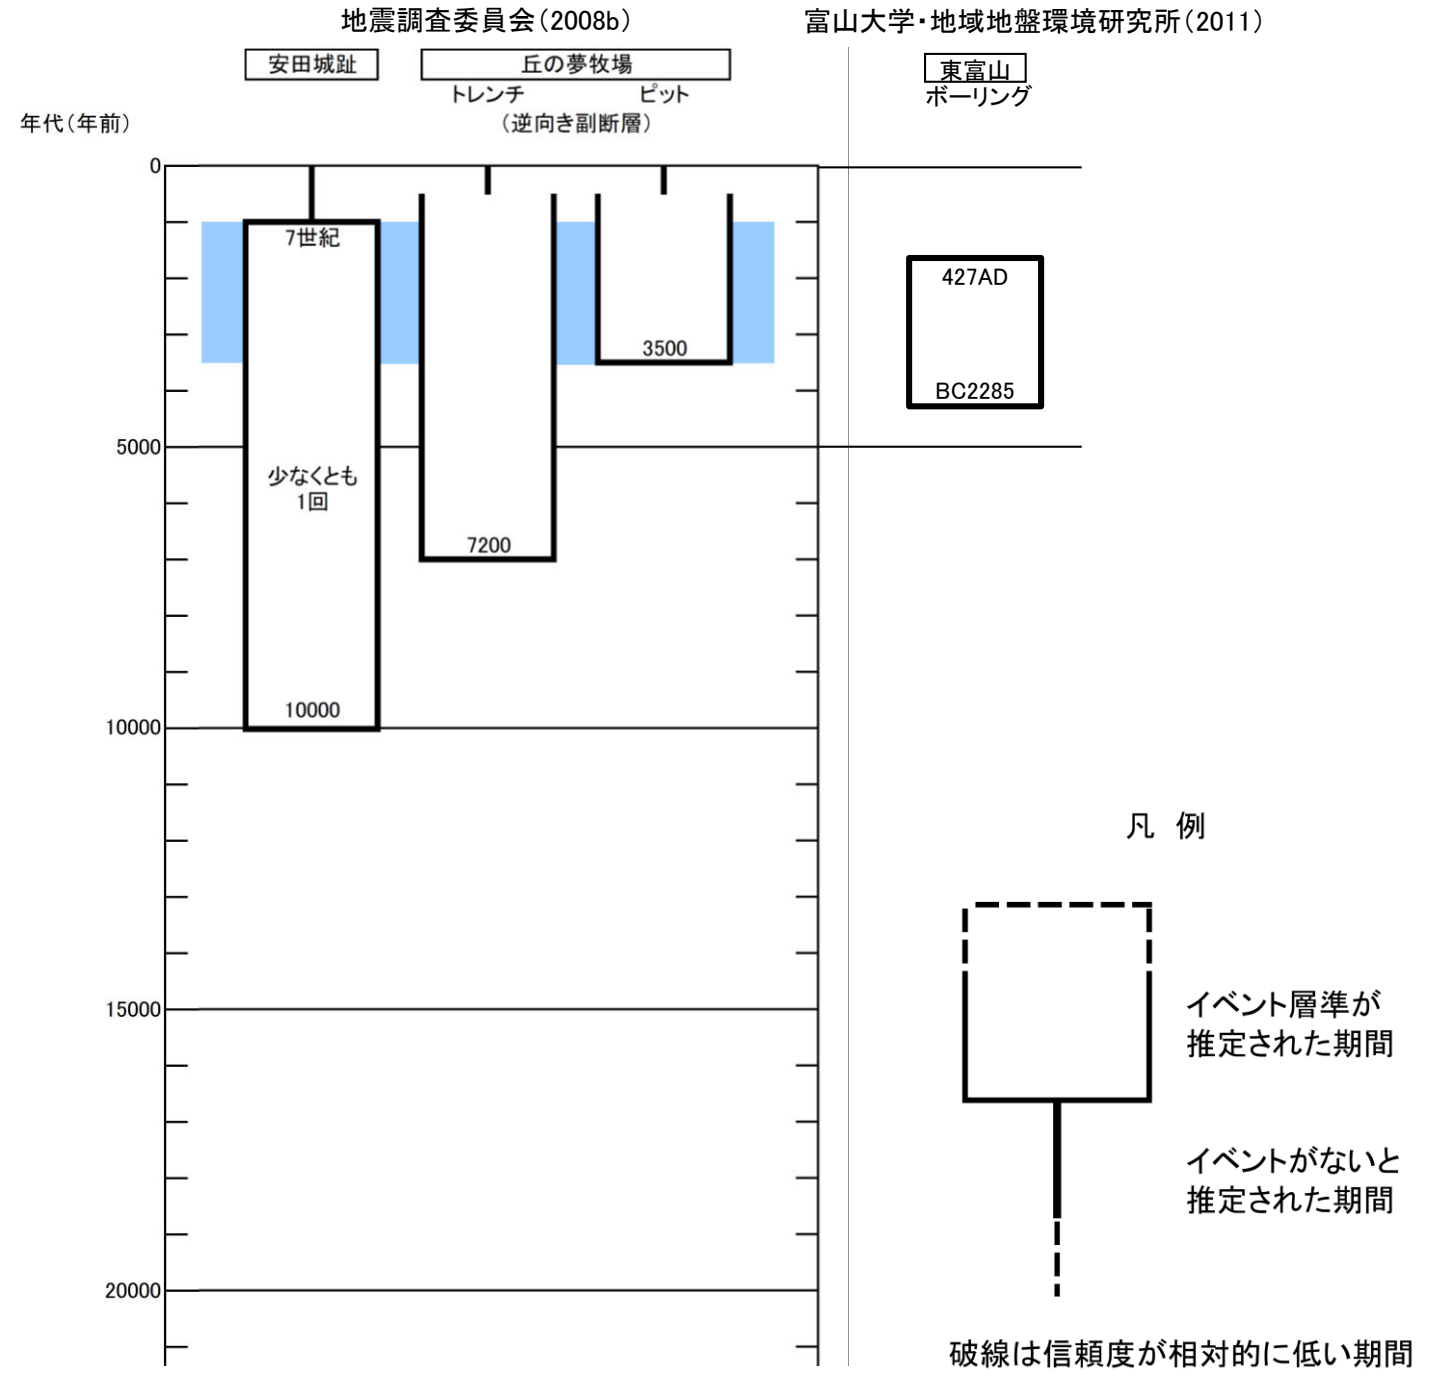 地震調査委員会(2008b)
富山大学・地域地盤環境研究所(2011)
安田城趾
丘の夢牧場
東富山
トレンチ
ピット
ボーリング
年代(年前)
(逆向き副断層)
0
7世紀
427AD
3500
BC2285
5000
少なくとも
1回
7200
10000
10000
凡 例
15000
イベント層準が
推定された期間
イベントがないと
推定された期間
20000
破線は信頼度が相対的に低い期間